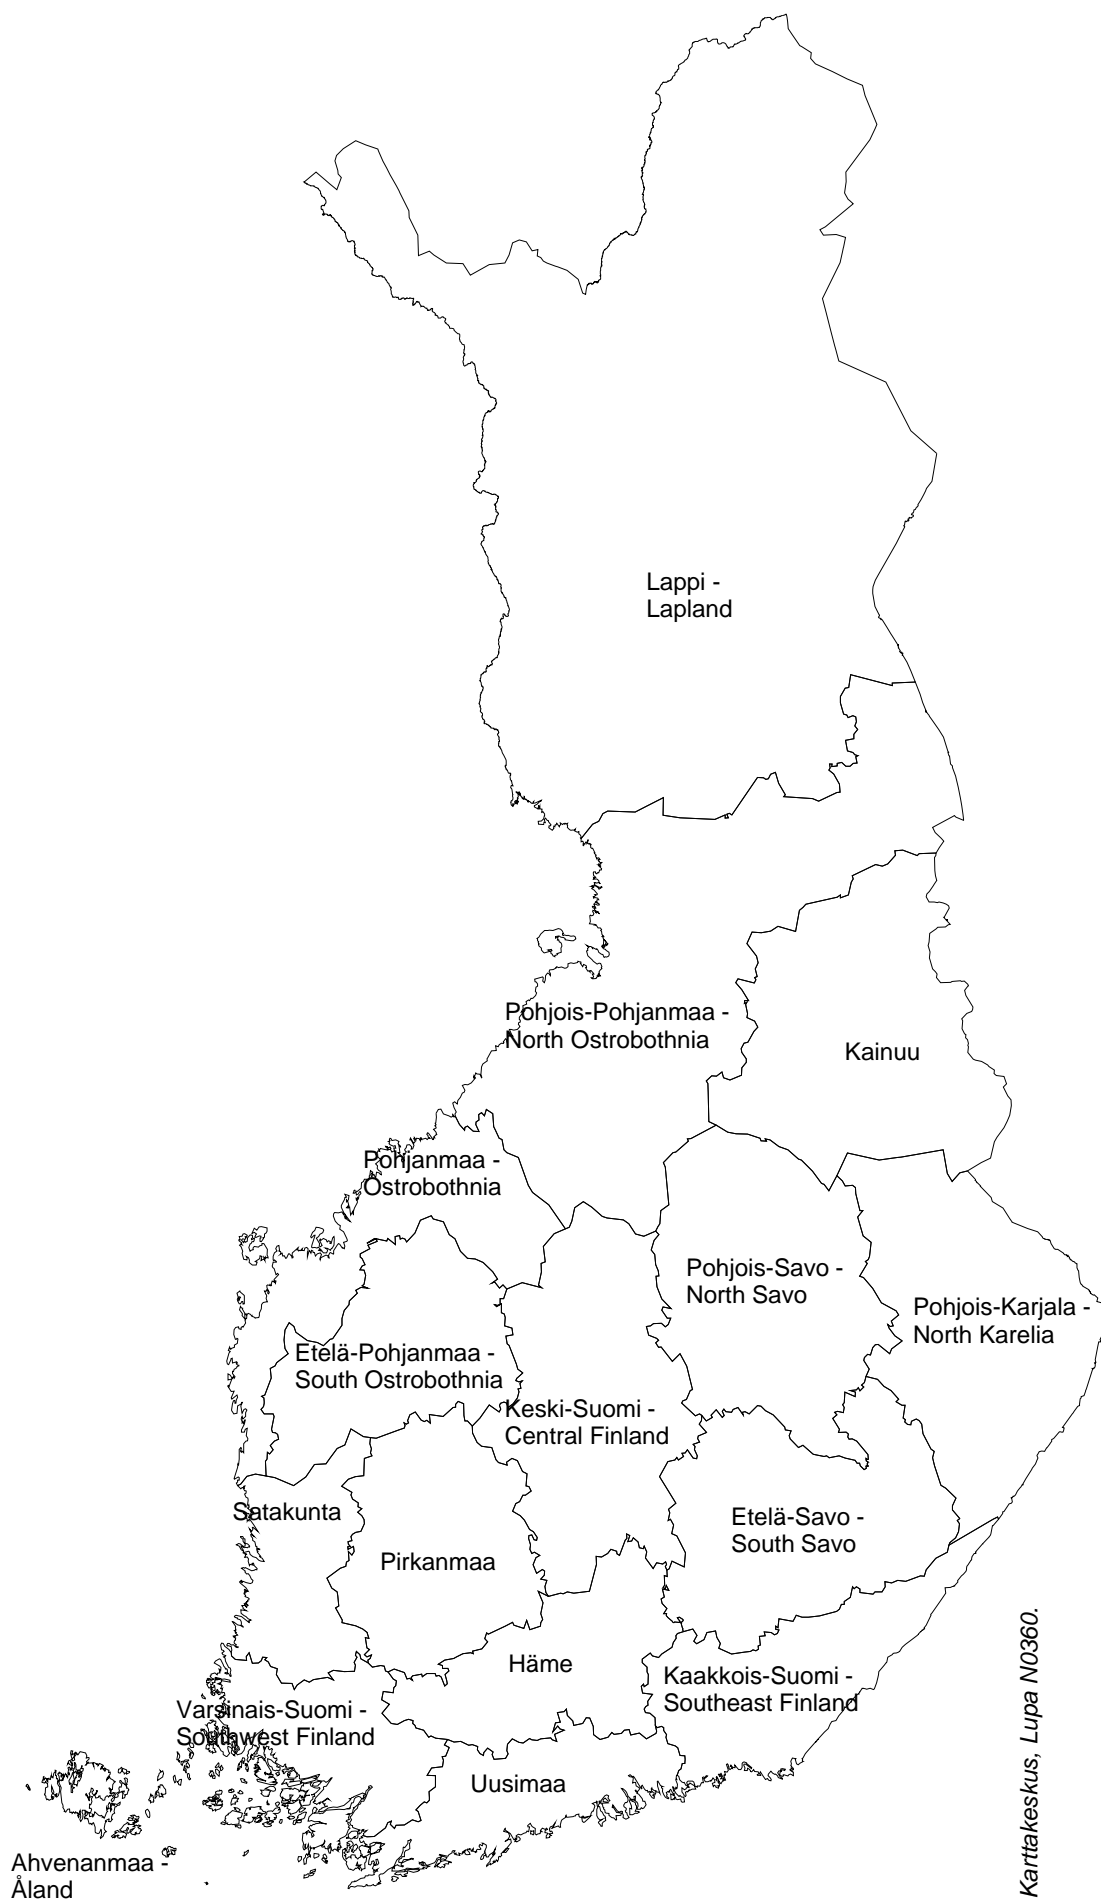 Lappi -
Lapland
Pohjois-Pohjanmaa -
North Ostrobothnia
Kainuu
Pohjanmaa -
Ostrobothnia
Pohjois-Savo -
North Savo
Pohjois-Karjala -
North Karelia
Etelä-Pohjanmaa -
South Ostrobothnia
Keski-Suomi -
Central Finland
Satakunta
Etelä-Savo -
South Savo
Pirkanmaa
Häme
Kaakkois-Suomi -
Southeast Finland
Varsinais-Suomi -
Southwest Finland
Uusimaa
Ahvenanmaa -
Åland
Karttakeskus, Lupa N0360.